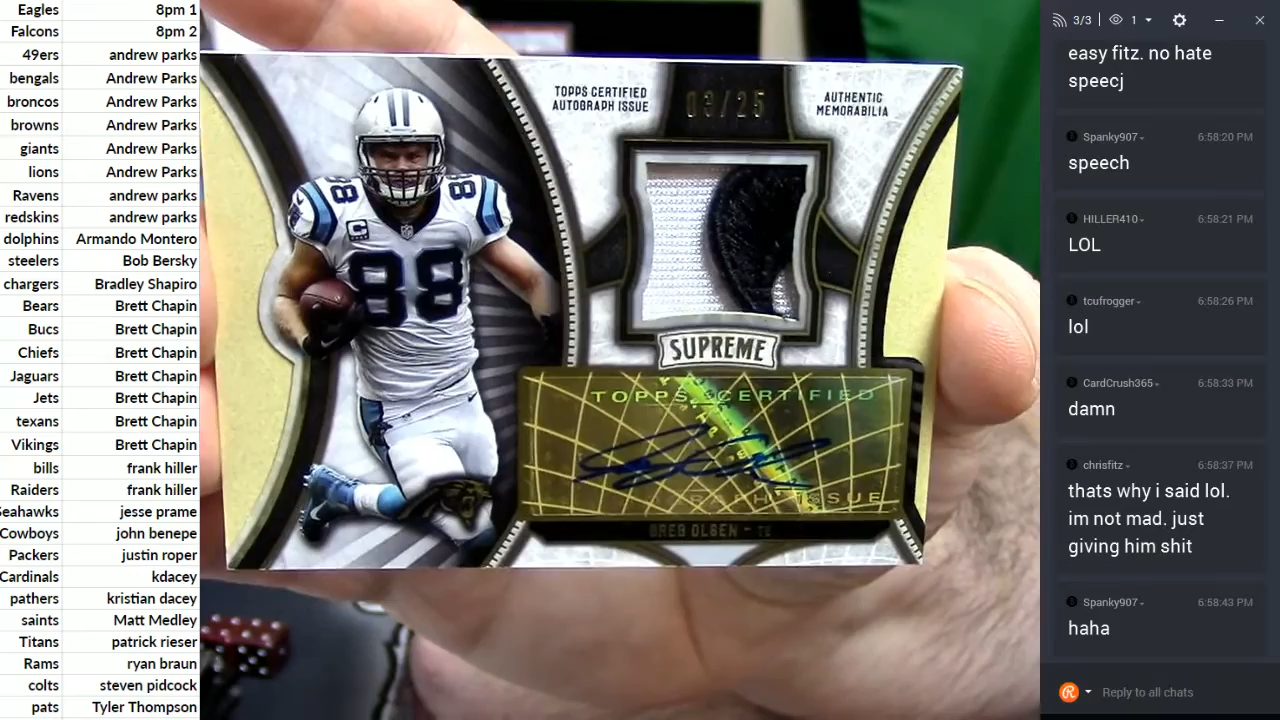 Eagles 8pm 1
Falcons 8pm 2
49ers andrew parks
bengals Andrew Parks
broncos Andrew Parks
browns Andrew Parks
giants Andrew Parks
lions Andrew Parks
Ravens andrew parks
redskins andrew parks
dolphins Armando Montero
steelers Bob Bersky
chargers Bradley Shapiro
Bears Brett Chapin
Bucs Brett Chapin
Chiefs Brett Chapin
Jaguars Brett Chapin
Jets Brett Chapin
texans Brett Chapin
Vikings Brett Chapin
bills frank hiller
Raiders frank hiller
Seahawks jesse prame
Cowboys john benepe
Packers justin roper
Cardinals kdacey
pathers kristian dacey
saints Matt Medley
Titans patrick rieser
Rams ryan braun
colts steven pidcock
pats Tyler Thompson
TOPPS CERTIFIED
AUTOGRAPH ISSUE
03/25
AUTHENTIC
MEMORABILIA
88
88
C
88
SUPREME
TOPPS CERTIFIED
ISSUE
GREG OLSEN - TE
3/3 1
easy fitz. no hate
speecj
Spanky907 6:58:20 PM
speech
HILLER410 6:58:21 PM
LOL
tcufrogger 6:58:26 PM
lol
CardCrush365 6:58:33 PM
damn
chrisfitz 6:58:37 PM
thats why i said lol.
im not mad. just
giving him shit
Spanky907 6:58:43 PM
haha
R Reply to all chats